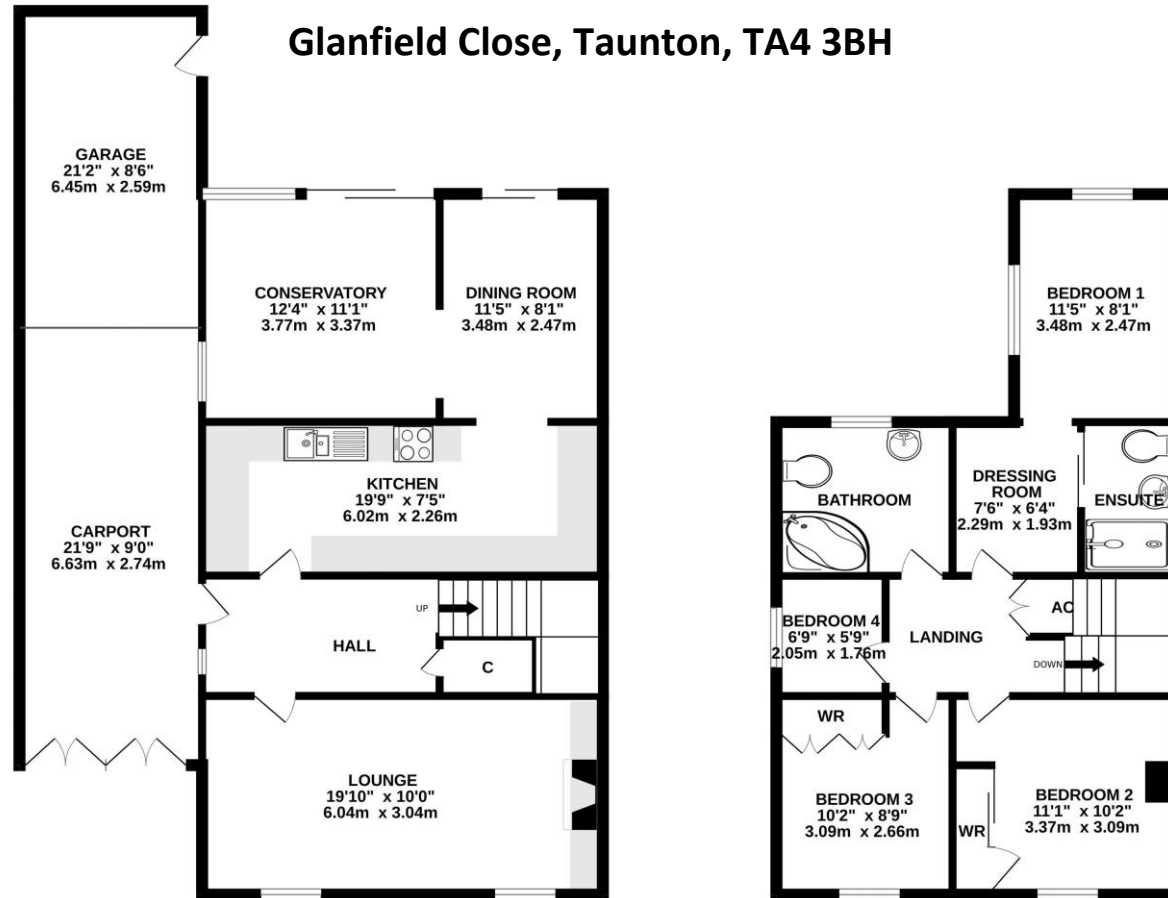 Glanfield Close, Taunton, TA4 3BH
GARAGE
21'2" x 8'6"
6.45m x 2.59m
CONSERVATORY
12'4" x 11'1"
3.77m x 3.37m
DINING ROOM
11'5" x 8'1"
3.48m x 2.47m
KITCHEN
19'9" x 7'5"
6.02m x 2.26m
CARPORT
21'9" x 9'0"
6.63m x 2.74m
UP
HALL
C
LOUNGE
19'10" x 10'0"
6.04m x 3.04m
BEDROOM 1
11'5" x 8'1"
3.48m x 2.47m
BATHROOM
DRESSING
ROOM
7'6" x 6'4"
2.29m x 1.93m
ENSUITE
BEDROOM 4
6'9" x 5'9"
2.05m x 1.76m
LANDING
AC
DOWN
WR
BEDROOM 3
10'2" x 8'9"
3.09m x 2.66m
WR
BEDROOM 2
11'1" x 10'2"
3.37m x 3.09m